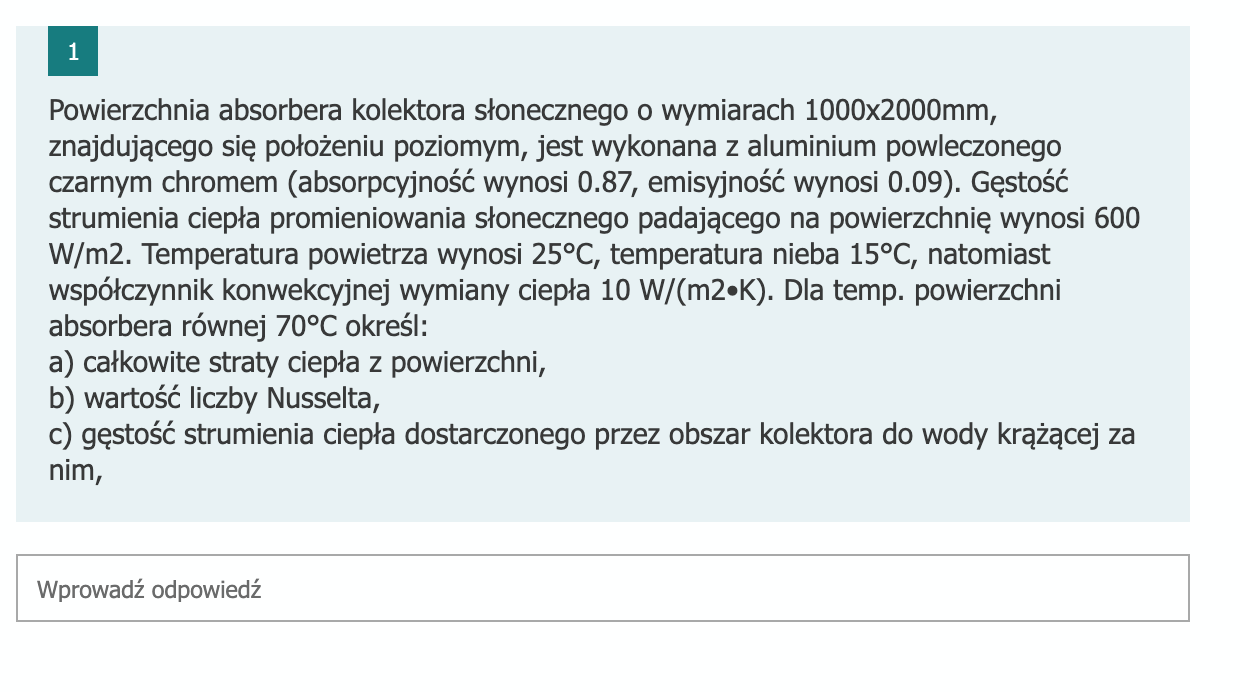 1
Powierzchnia absorbera kolektora słonecznego o wymiarach 1000x2000mm,
znajdującego się położeniu poziomym, jest wykonana z aluminium powleczonego
czarnym chromem (absorpcyjność wynosi 0.87, emisyjność wynosi 0.09). Gęstość
strumienia ciepła promieniowania słonecznego padającego na powierzchnię wynosi 600
W/m2. Temperatura powietrza wynosi 25°C, temperatura nieba 15°C, natomiast
współczynnik konwekcyjnej wymiany ciepła 10 W/(m2•K). Dla temp. powierzchni
absorbera równej 70°C określ:
a) całkowite straty ciepła z powierzchni,
b) wartość liczby Nusselta,
c) gęstość strumienia ciepła dostarczonego przez obszar kolektora do wody krążącej za
nim,
Wprowadź odpowiedź